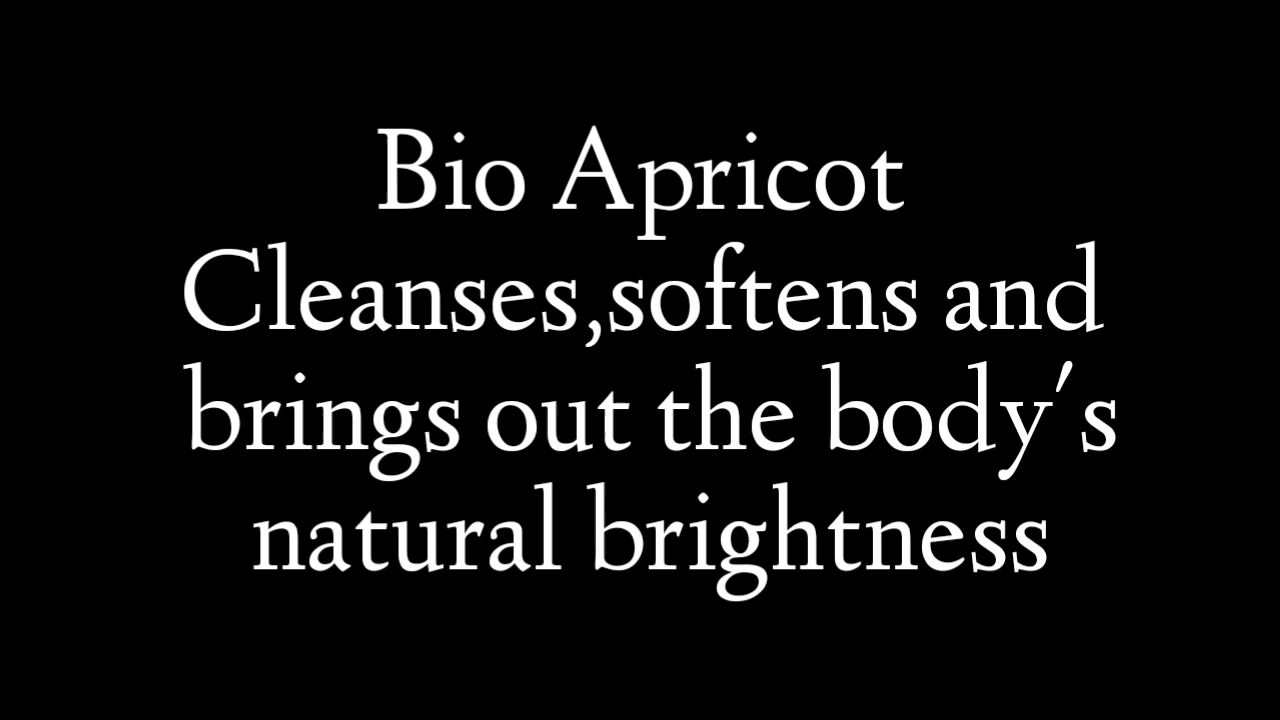 Bio Apricot
Cleanses,softens and
brings out the body's
natural brightness